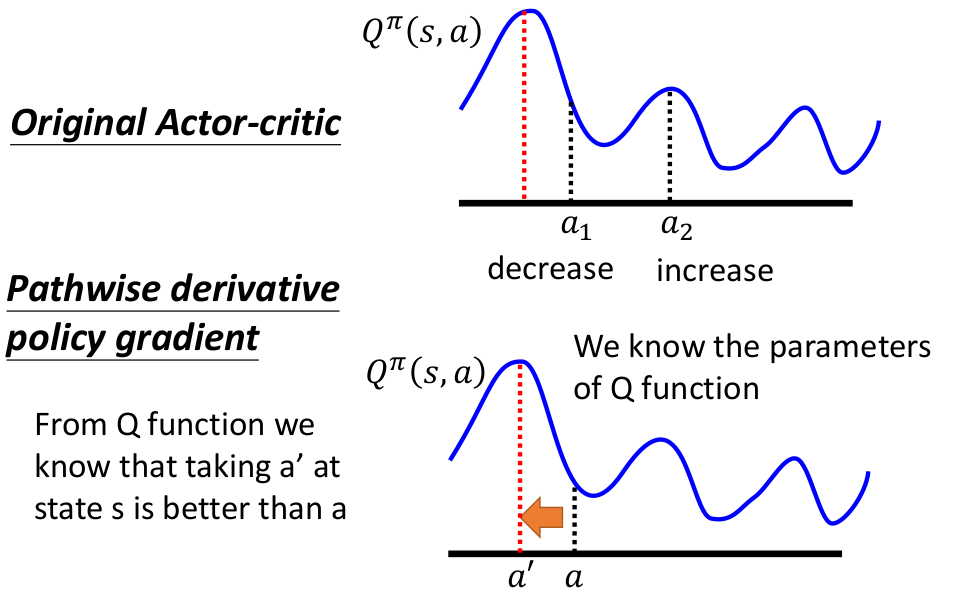 Q^π(s, a)
Original Actor-critic
a₁ a₂
decrease increase
Pathwise derivative
policy gradient
We know the parameters
of Q function
Q^π(s, a)
From Q function we
know that taking a’ at
state s is better than a
a′ a